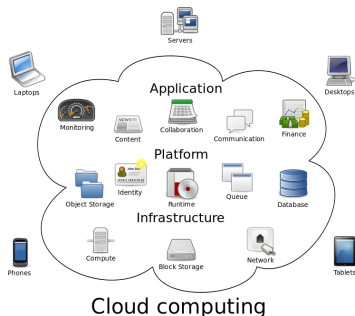 Servers
Laptops
Desktops
Application
Monitoring
NEWS
Content
Collaboration
Communication
Finance
Platform
Identity
Object Storage
Runtime
Queue
Database
Infrastructure
Compute
Block Storage
Network
Phones
Tablets
Cloud computing